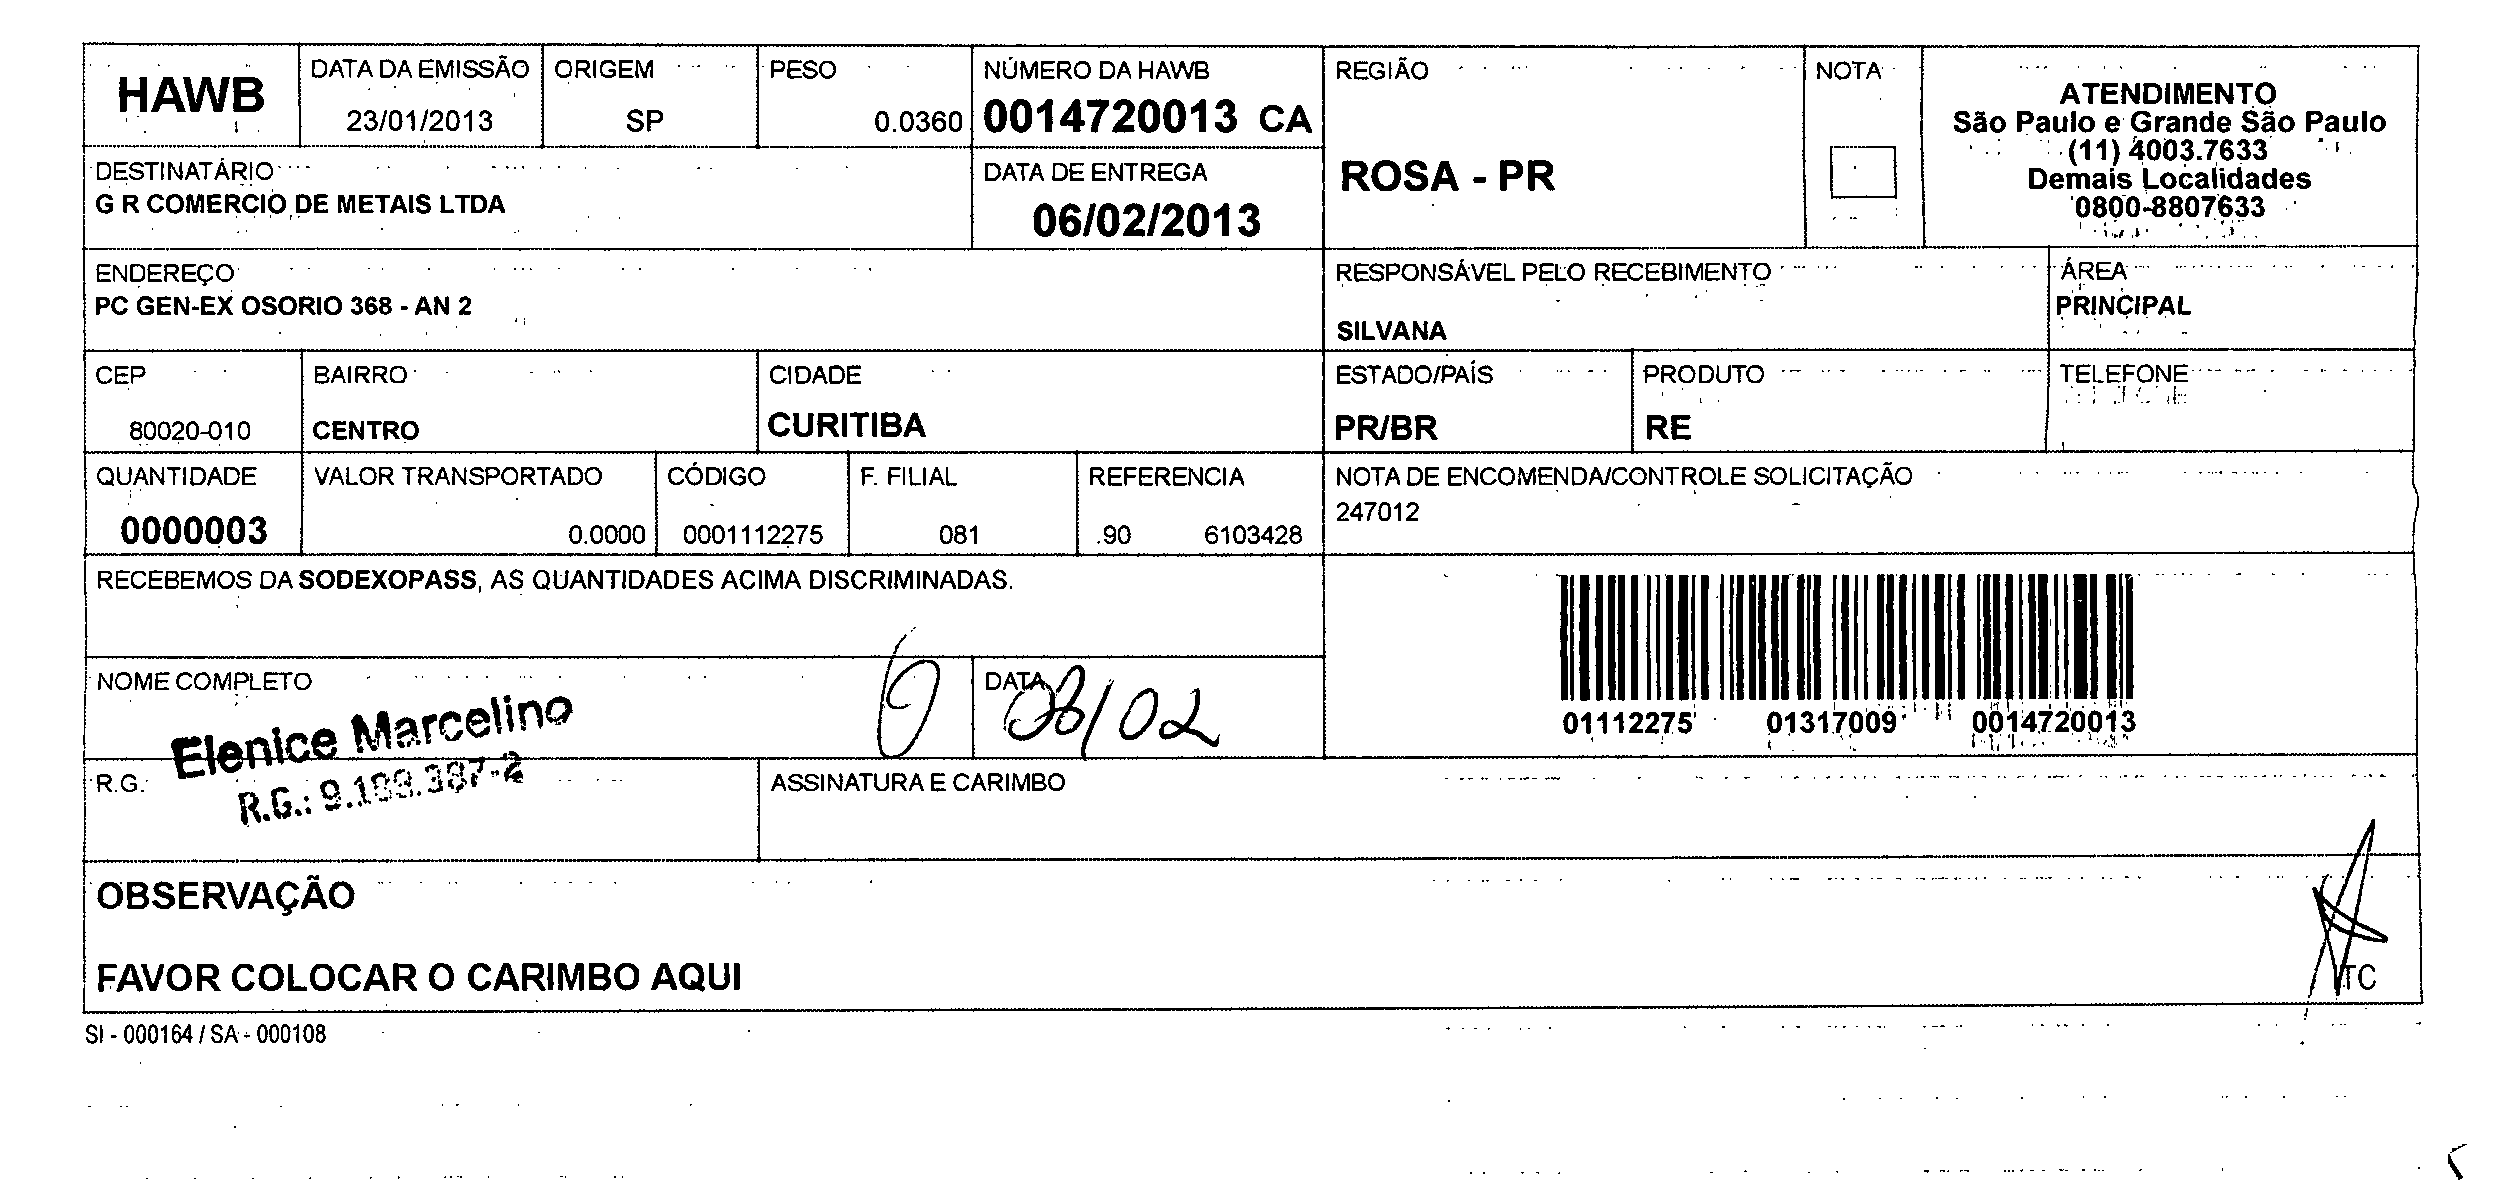 HAWB
DATA DA EMISSÃO
23/01/2013
ORIGEM
SP
PESO
0.0360
NÚMERO DA HAWB
0014720013 CA
REGIÃO
ROSA - PR
NOTA
ATENDIMENTO
São Paulo e Grande São Paulo
(11) 4003.7633
Demais Localidades
0800-8807633
DESTINATÁRIO
G R COMERCIO DE METAIS LTDA
DATA DE ENTREGA
06/02/2013
ENDEREÇO
PC GEN-EX OSORIO 368 - AN 2
RESPONSÁVEL PELO RECEBIMENTO
SILVANA
ÁREA
PRINCIPAL
CEP
80020-010
BAIRRO
CENTRO
CIDADE
CURITIBA
ESTADO/PAÍS
PR/BR
PRODUTO
RE
TELEFONE
QUANTIDADE
0000003
VALOR TRANSPORTADO
0.0000
CÓDIGO
0001112275
F. FILIAL
081
REFERENCIA
.90 6103428
NOTA DE ENCOMENDA/CONTROLE SOLICITAÇÃO
247012
RECEBEMOS DA SODEXOPASS, AS QUANTIDADES ACIMA DISCRIMINADAS.
01112275 01317009 0014720013
NOME COMPLETO
Elenice Marcelino
DATA
06/02
R.G.
R.G.: 9.189.387-2
ASSINATURA E CARIMBO
OBSERVAÇÃO
FAVOR COLOCAR O CARIMBO AQUI
TC
SI - 000164 / SA - 000108